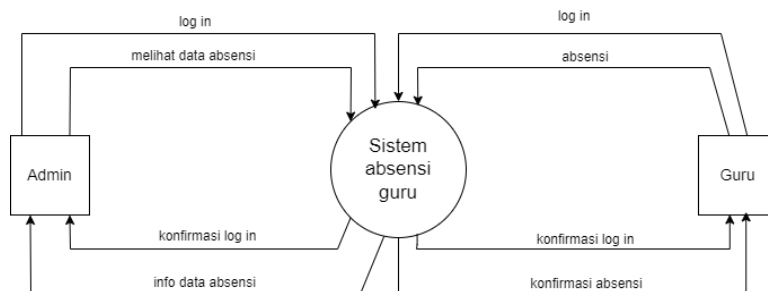 log in
log in
melihat data absensi
absensi
Sistem
absensi
guru
Admin
Guru
konfirmasi log in
konfirmasi log in
info data absensi
konfirmasi absensi